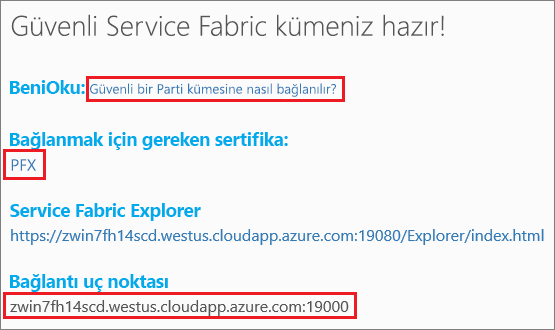 Güvenli Service Fabric kümeniz hazır!
BeniOku: Güvenli bir Parti kümesine nasıl bağlanılır?
Bağlanmak için gereken sertifika:
PFX
Service Fabric Explorer
https://zwin7fh14scd.westus.cloudapp.azure.com:19080/Explorer/index.html
Bağlantı uç noktası
zwin7fh14scd.westus.cloudapp.azure.com:19000